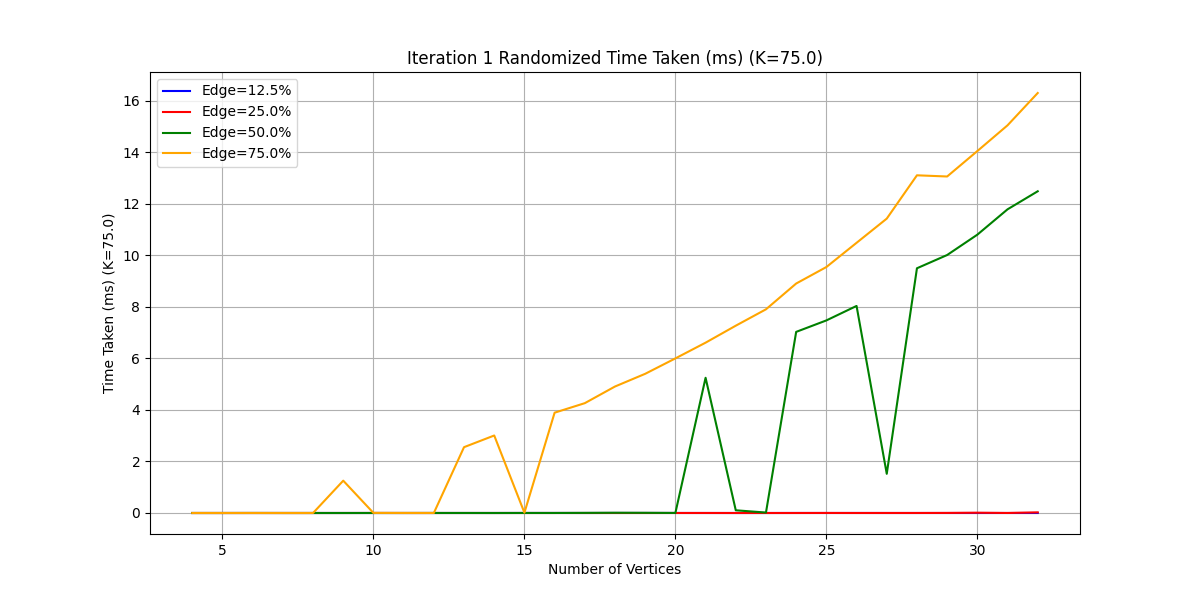 Iteration 1 Randomized Time Taken (ms) (K=75.0)
Edge=12.5%
Edge=25.0%
Edge=50.0%
Edge=75.0%
Time Taken (ms) (K=75.0)
16
14
12
10
8
6
4
2
0
5 10 15 20 25 30
Number of Vertices